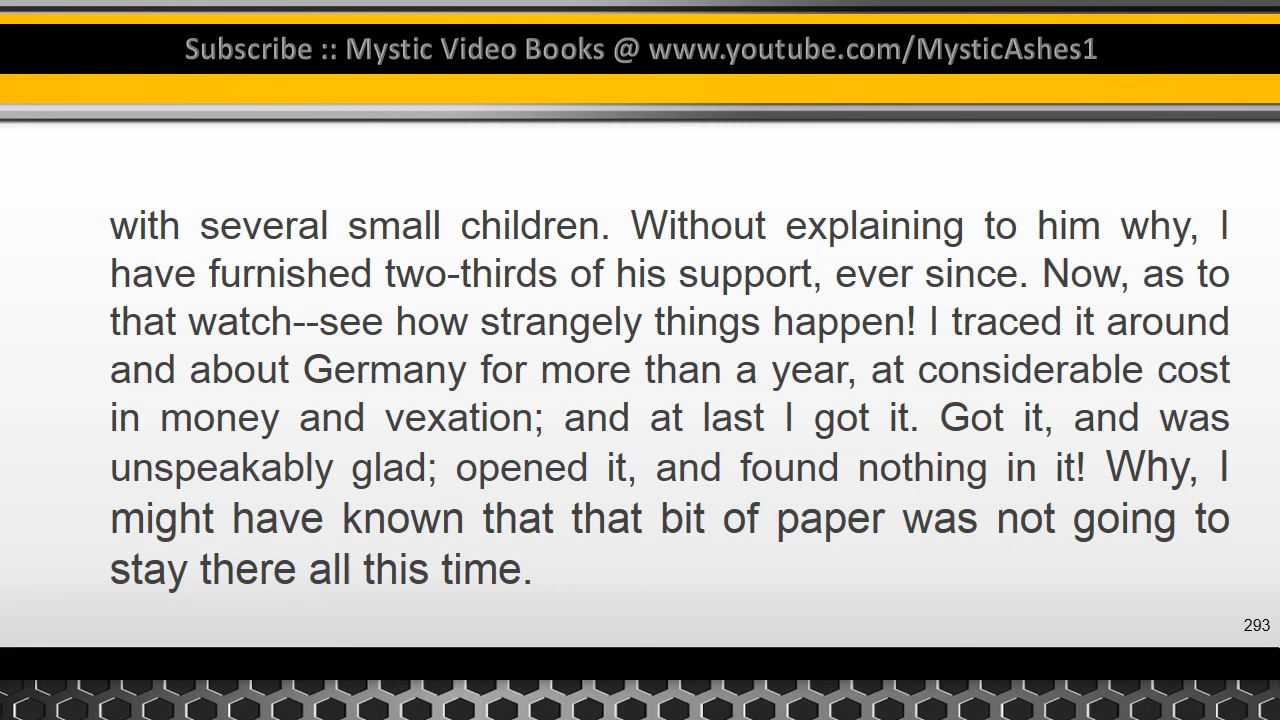 Subscribe :: Mystic Video Books @ www.youtube.com/MysticAshes1
with several small children. Without explaining to him why, I
have furnished two-thirds of his support, ever since. Now, as to
that watch--see how strangely things happen! I traced it around
and about Germany for more than a year, at considerable cost
in money and vexation; and at last I got it. Got it, and was
unspeakably glad; opened it, and found nothing in it! Why, I
might have known that that bit of paper was not going to
stay there all this time.
293